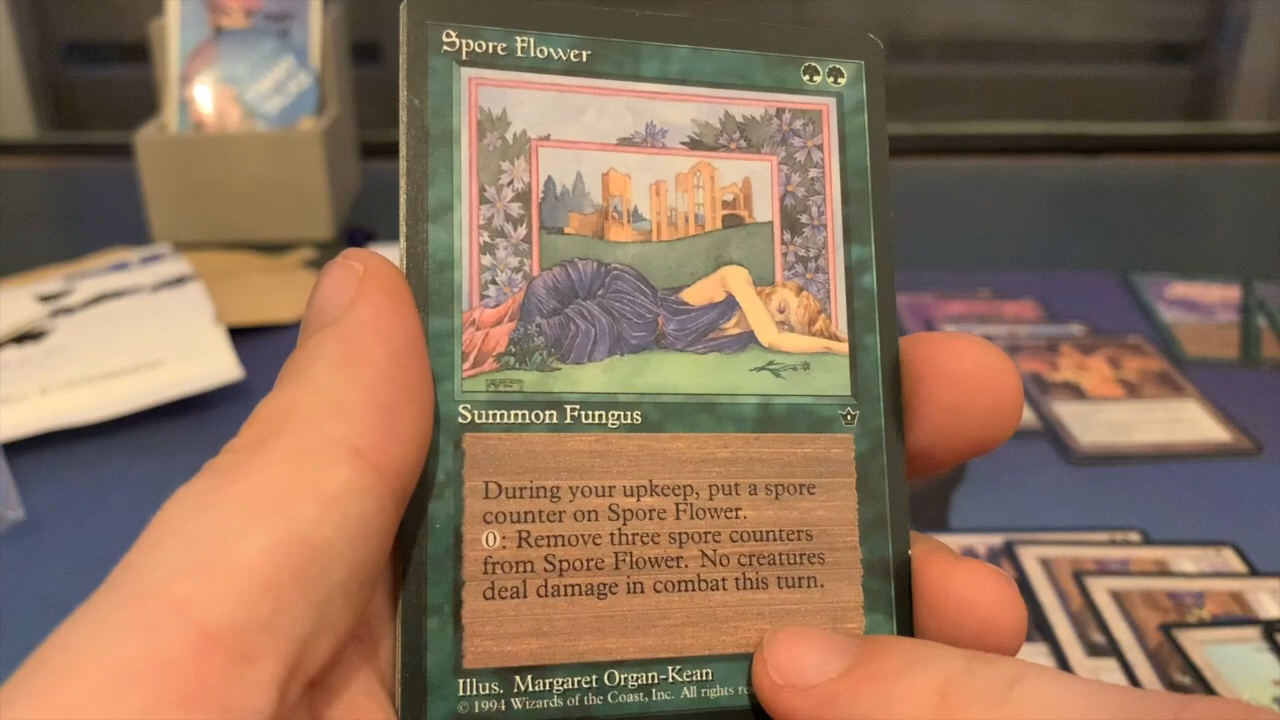 Spore Flower
Summon Fungus
During your upkeep, put a spore
counter on Spore Flower.
0: Remove three spore counters
from Spore Flower. No creatures
deal damage in combat this turn.
Illus. Margaret Organ-Kean
© 1994 Wizards of the Coast, Inc. All rights